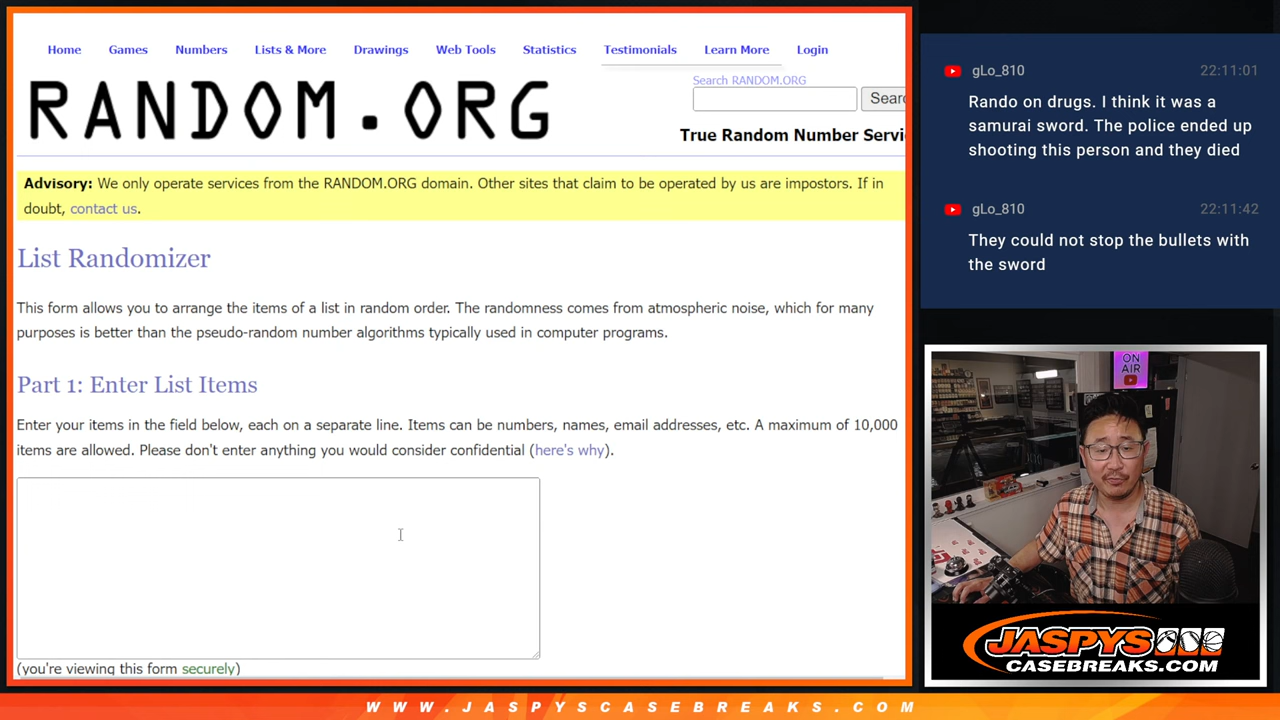 Home Games Numbers Lists & More Drawings Web Tools Statistics Testimonials Learn More Login
RANDOM.ORG
Search RANDOM.ORG
Searc
True Random Number Servi
Advisory: We only operate services from the RANDOM.ORG domain. Other sites that claim to be operated by us are impostors. If in
doubt, contact us.
List Randomizer
This form allows you to arrange the items of a list in random order. The randomness comes from atmospheric noise, which for many
purposes is better than the pseudo-random number algorithms typically used in computer programs.
Part 1: Enter List Items
Enter your items in the field below, each on a separate line. Items can be numbers, names, email addresses, etc. A maximum of 10,000
items are allowed. Please don't enter anything you would consider confidential (here's why).
(you're viewing this form securely)
gLo_810 22:11:01
Rando on drugs. I think it was a
samurai sword. The police ended up
shooting this person and they died
gLo_810 22:11:42
They could not stop the bullets with
the sword
ON
AIR
JASPYS
CASEBREAKS.COM
WWW.JASPYSCASEBREAKS.COM